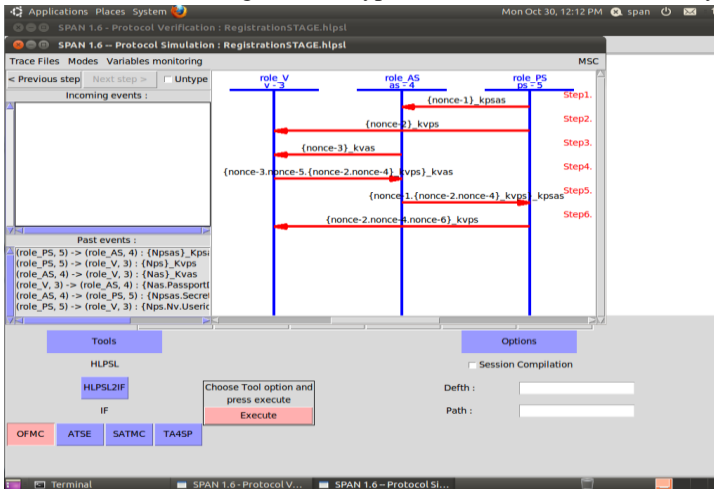 Applications Places System Mon Oct 30, 12:12 PM span
SPAN 1.6 - Protocol Verification : RegistrationSTAGE.hlpsl
SPAN 1.6 -- Protocol Simulation : RegistrationSTAGE.hlpsl
Trace Files Modes Variables monitoring MSC
< Previous step Next step > Untype
Incoming events :
role_V role_AS role_PS
v - 3 as - 4 ps - 5
{nonce-1}_kpsas Step1.
{nonce-2}_kvps Step2.
{nonce-3}_kvas Step3.
{nonce-3.nonce-5.{nonce-2.nonce-4}_kvps}_kvas Step4.
{nonce-1.{nonce-2.nonce-4}_kvps}_kpsas Step5.
{nonce-2.nonce-4.nonce-6}_kvps Step6.
Past events :
(role_PS, 5) -> (role_AS, 4) : {Npsas}_Kpsa
(role_PS, 5) -> (role_V, 3) : {Nps}_Kvps
(role_AS, 4) -> (role_V, 3) : {Nas}_Kvas
(role_V, 3) -> (role_AS, 4) : {Nas.PassportI
(role_AS, 4) -> (role_PS, 5) : {Npsas.Secret
(role_PS, 5) -> (role_V, 3) : {Nps.Nv.Userid
Tools Options
HLPSL Session Compilation
HLPSL2IF Choose Tool option and press execute Defth :
IF Execute Path :
OFMC ATSE SATMC TA4SP
Terminal SPAN 1.6 - Protocol V... SPAN 1.6 -- Protocol Si...